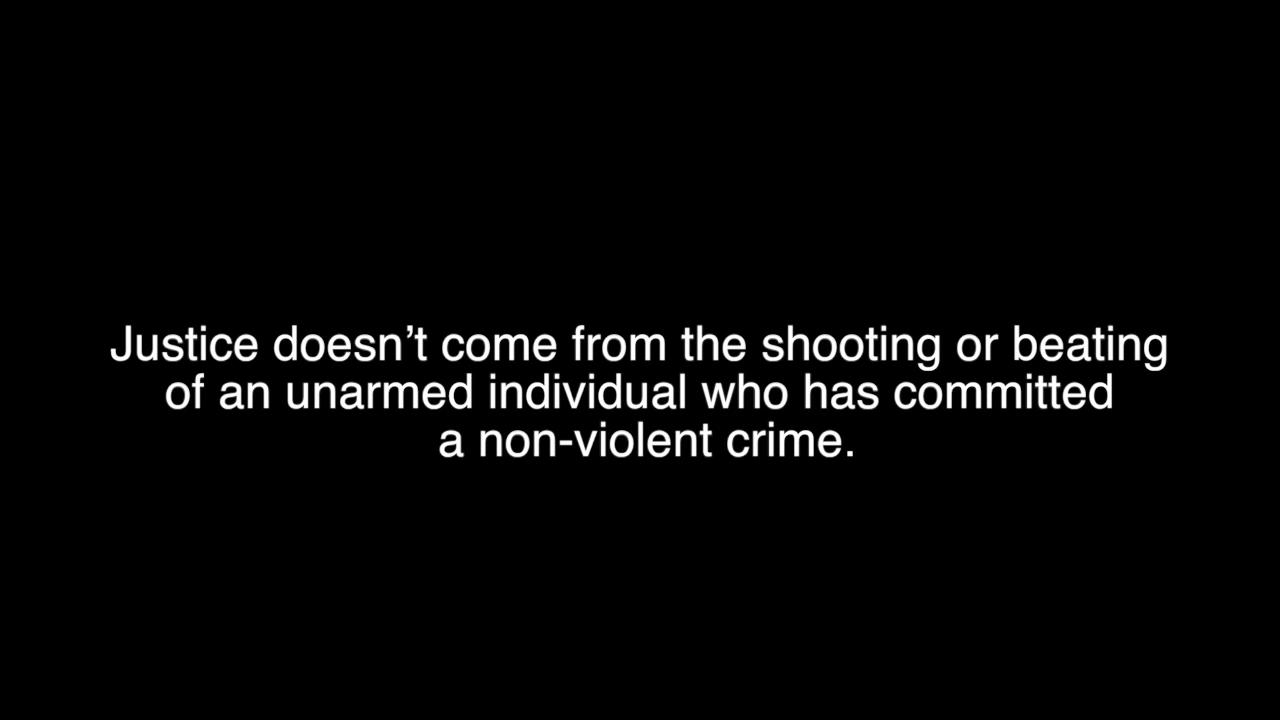 Justice doesn’t come from the shooting or beating
of an unarmed individual who has committed
a non-violent crime.